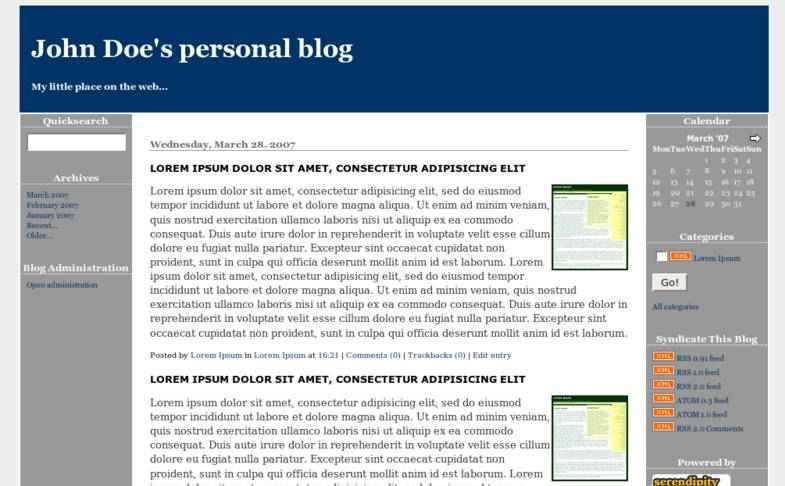 John Doe's personal blog
My little place on the web...
Quicksearch
Archives
March 2007
February 2007
January 2007
Recent...
Older...
Blog Administration
Open administration
Wednesday, March 28. 2007
LOREM IPSUM DOLOR SIT AMET, CONSECTETUR ADIPISICING ELIT
Lorem ipsum dolor sit amet, consectetur adipisicing elit, sed do eiusmod
tempor incididunt ut labore et dolore magna aliqua. Ut enim ad minim veniam,
quis nostrud exercitation ullamco laboris nisi ut aliquip ex ea commodo
consequat. Duis aute irure dolor in reprehenderit in voluptate velit esse cillum
dolore eu fugiat nulla pariatur. Excepteur sint occaecat cupidatat non
proident, sunt in culpa qui officia deserunt mollit anim id est laborum. Lorem
ipsum dolor sit amet, consectetur adipisicing elit, sed do eiusmod tempor
incididunt ut labore et dolore magna aliqua. Ut enim ad minim veniam, quis nostrud
exercitation ullamco laboris nisi ut aliquip ex ea commodo consequat. Duis aute irure dolor in
reprehenderit in voluptate velit esse cillum dolore eu fugiat nulla pariatur. Excepteur sint
occaecat cupidatat non proident, sunt in culpa qui officia deserunt mollit anim id est laborum.
Posted by Lorem Ipsum in Lorem Ipsum at 16:21 | Comments (0) | Trackbacks (0) | Edit entry
LOREM IPSUM DOLOR SIT AMET, CONSECTETUR ADIPISICING ELIT
Lorem ipsum dolor sit amet, consectetur adipisicing elit, sed do eiusmod
tempor incididunt ut labore et dolore magna aliqua. Ut enim ad minim veniam,
quis nostrud exercitation ullamco laboris nisi ut aliquip ex ea commodo
consequat. Duis aute irure dolor in reprehenderit in voluptate velit esse cillum
dolore eu fugiat nulla pariatur. Excepteur sint occaecat cupidatat non
proident, sunt in culpa qui officia deserunt mollit anim id est laborum. Lorem
Calendar
March '07
Mon Tue Wed Thu Fri Sat Sun
1 2 3 4
5 6 7 8 9 10 11
12 13 14 15 16 17 18
19 20 21 22 23 24 25
26 27 28 29 30 31
Categories
XML Lorem Ipsum
Go!
All categories
Syndicate This Blog
XML RSS 0.91 feed
XML RSS 1.0 feed
XML RSS 2.0 feed
XML ATOM 0.3 feed
XML ATOM 1.0 feed
XML RSS 2.0 Comments
Powered by
serendipity